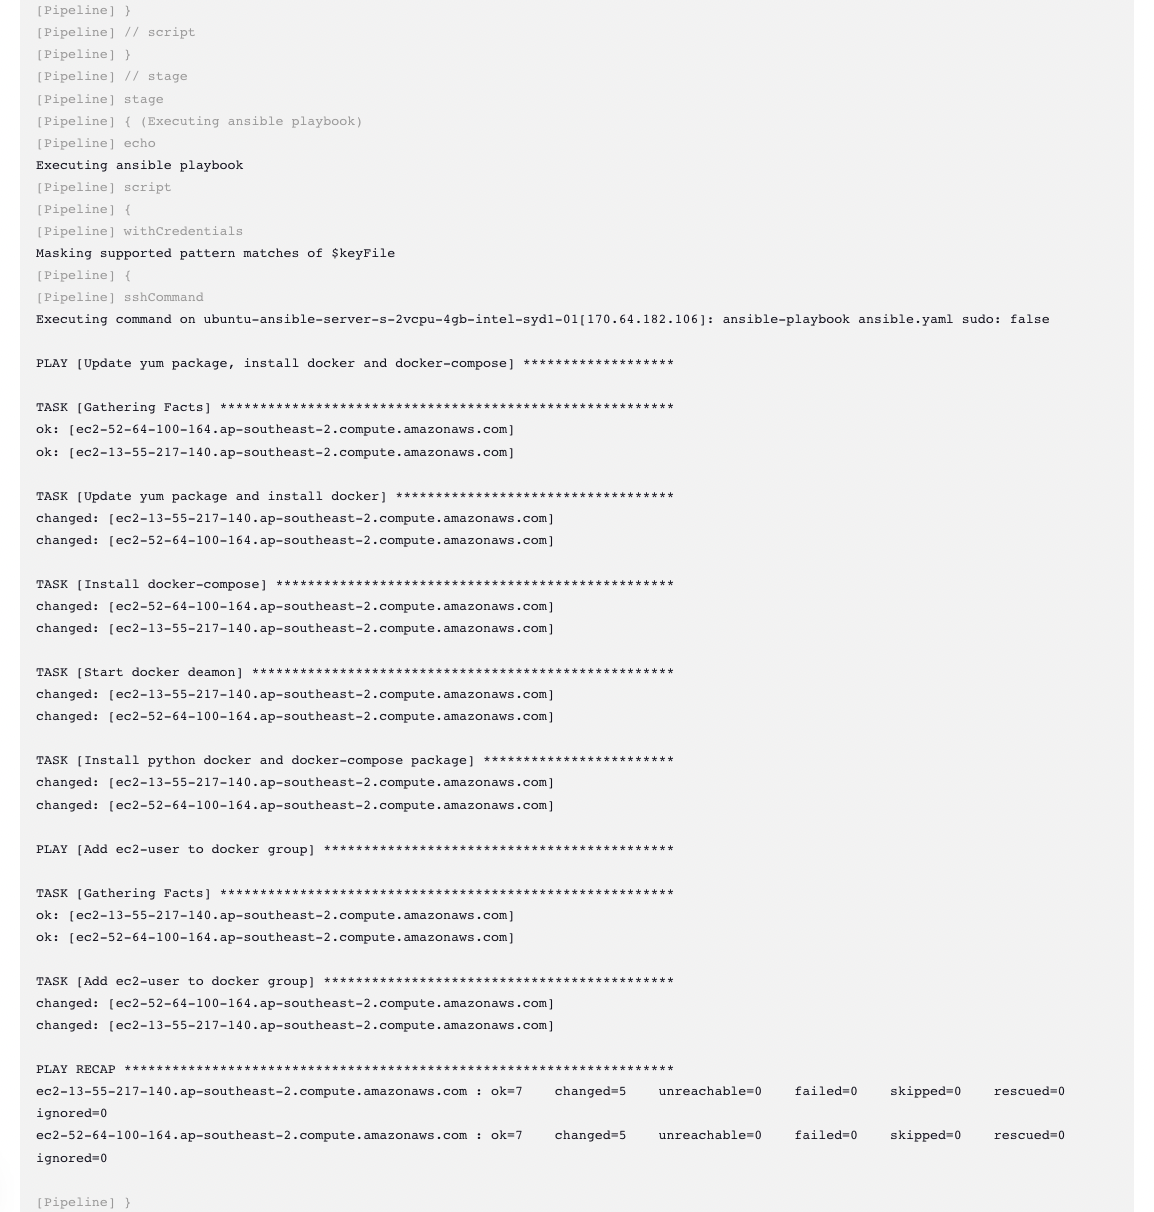 [Pipeline] }
[Pipeline] // script
[Pipeline] }
[Pipeline] // stage
[Pipeline] stage
[Pipeline] { (Executing ansible playbook)
[Pipeline] echo
Executing ansible playbook
[Pipeline] script
[Pipeline] {
[Pipeline] withCredentials
Masking supported pattern matches of $keyFile
[Pipeline] {
[Pipeline] sshCommand
Executing command on ubuntu-ansible-server-s-2vcpu-4gb-intel-syd1-01[170.64.182.106]: ansible-playbook ansible.yaml sudo: false
PLAY [Update yum package, install docker and docker-compose] *******************
TASK [Gathering Facts] *********************************************************
ok: [ec2-52-64-100-164.ap-southeast-2.compute.amazonaws.com]
ok: [ec2-13-55-217-140.ap-southeast-2.compute.amazonaws.com]
TASK [Update yum package and install docker] ***********************************
changed: [ec2-13-55-217-140.ap-southeast-2.compute.amazonaws.com]
changed: [ec2-52-64-100-164.ap-southeast-2.compute.amazonaws.com]
TASK [Install docker-compose] **************************************************
changed: [ec2-52-64-100-164.ap-southeast-2.compute.amazonaws.com]
changed: [ec2-13-55-217-140.ap-southeast-2.compute.amazonaws.com]
TASK [Start docker deamon] *****************************************************
changed: [ec2-13-55-217-140.ap-southeast-2.compute.amazonaws.com]
changed: [ec2-52-64-100-164.ap-southeast-2.compute.amazonaws.com]
TASK [Install python docker and docker-compose package] ************************
changed: [ec2-13-55-217-140.ap-southeast-2.compute.amazonaws.com]
changed: [ec2-52-64-100-164.ap-southeast-2.compute.amazonaws.com]
PLAY [Add ec2-user to docker group] ********************************************
TASK [Gathering Facts] *********************************************************
ok: [ec2-13-55-217-140.ap-southeast-2.compute.amazonaws.com]
ok: [ec2-52-64-100-164.ap-southeast-2.compute.amazonaws.com]
TASK [Add ec2-user to docker group] ********************************************
changed: [ec2-52-64-100-164.ap-southeast-2.compute.amazonaws.com]
changed: [ec2-13-55-217-140.ap-southeast-2.compute.amazonaws.com]
PLAY RECAP *********************************************************************
ec2-13-55-217-140.ap-southeast-2.compute.amazonaws.com : ok=7    changed=5    unreachable=0    failed=0    skipped=0    rescued=0
ignored=0
ec2-52-64-100-164.ap-southeast-2.compute.amazonaws.com : ok=7    changed=5    unreachable=0    failed=0    skipped=0    rescued=0
ignored=0
[Pipeline] }